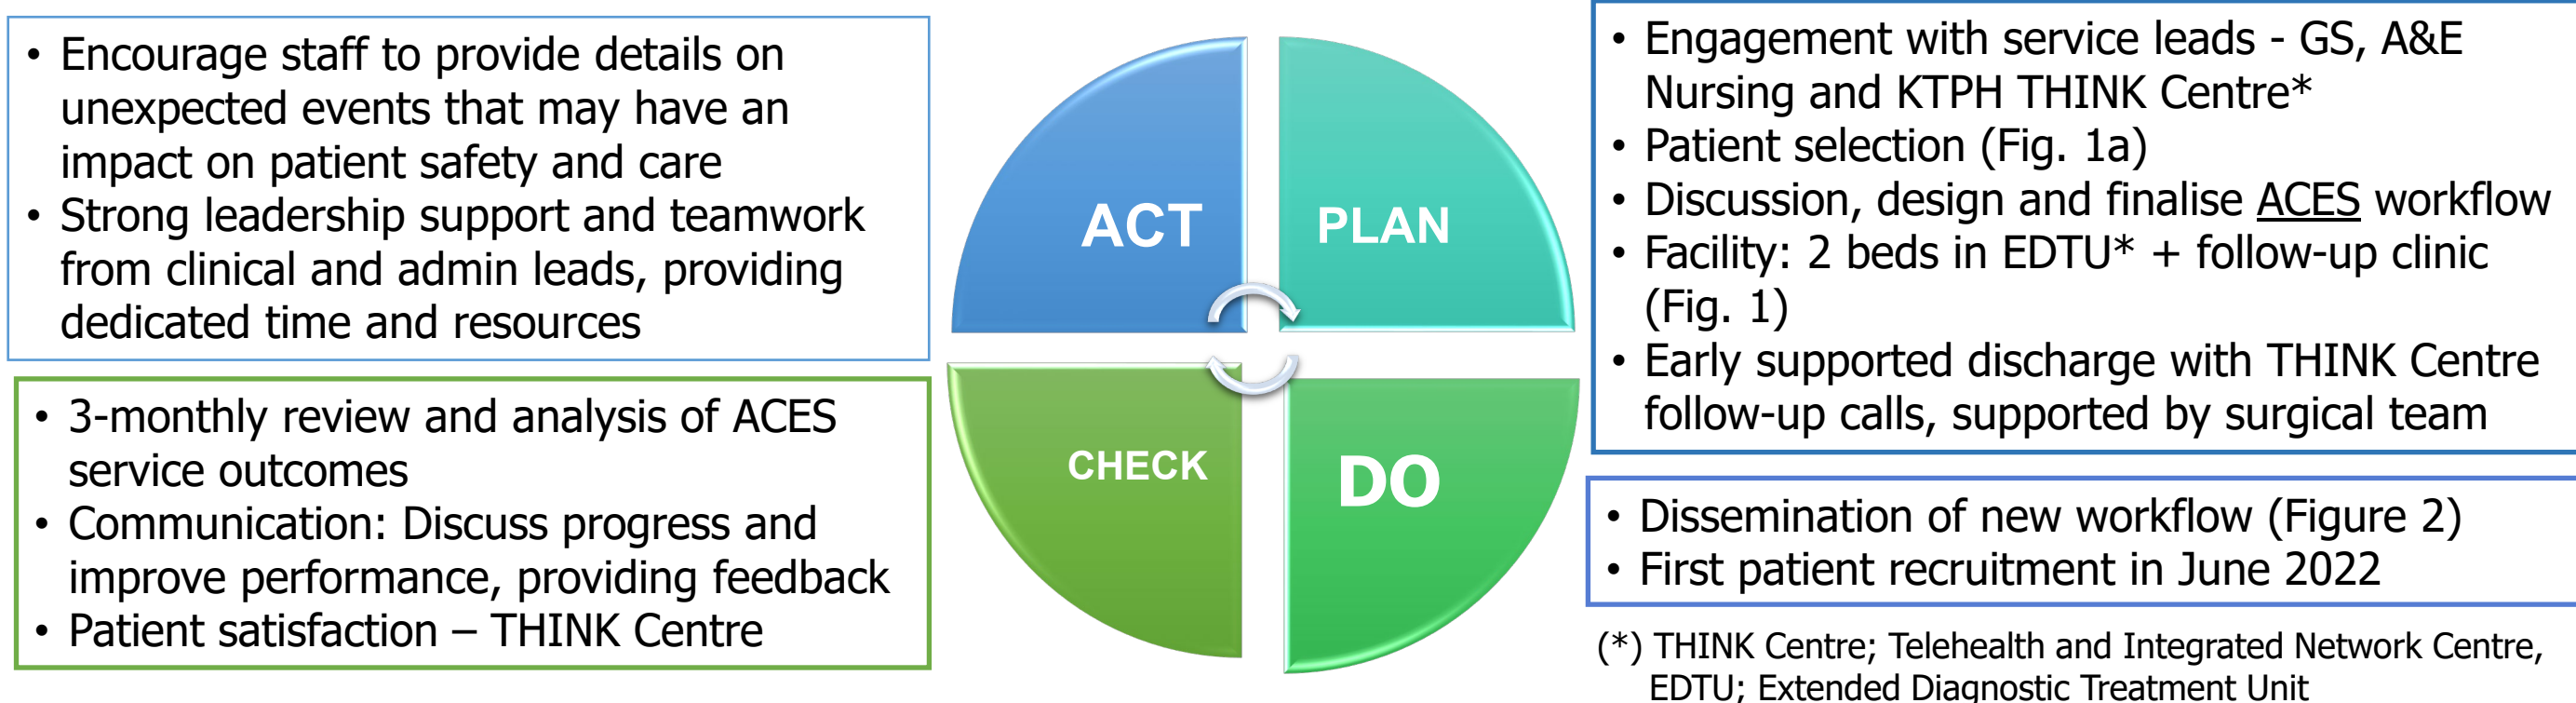 • Encourage staff to provide details on
unexpected events that may have an
impact on patient safety and care
• Strong leadership support and teamwork
from clinical and admin leads, providing
dedicated time and resources
• 3-monthly review and analysis of ACES
service outcomes
• Communication: Discuss progress and
improve performance, providing feedback
• Patient satisfaction – THINK Centre
ACT
PLAN
CHECK
DO
• Engagement with service leads - GS, A&E
Nursing and KTPH THINK Centre*
• Patient selection (Fig. 1a)
• Discussion, design and finalise ACES workflow
• Facility: 2 beds in EDTU* + follow-up clinic
(Fig. 1)
• Early supported discharge with THINK Centre
follow-up calls, supported by surgical team
• Dissemination of new workflow (Figure 2)
• First patient recruitment in June 2022
(*) THINK Centre; Telehealth and Integrated Network Centre,
EDTU; Extended Diagnostic Treatment Unit